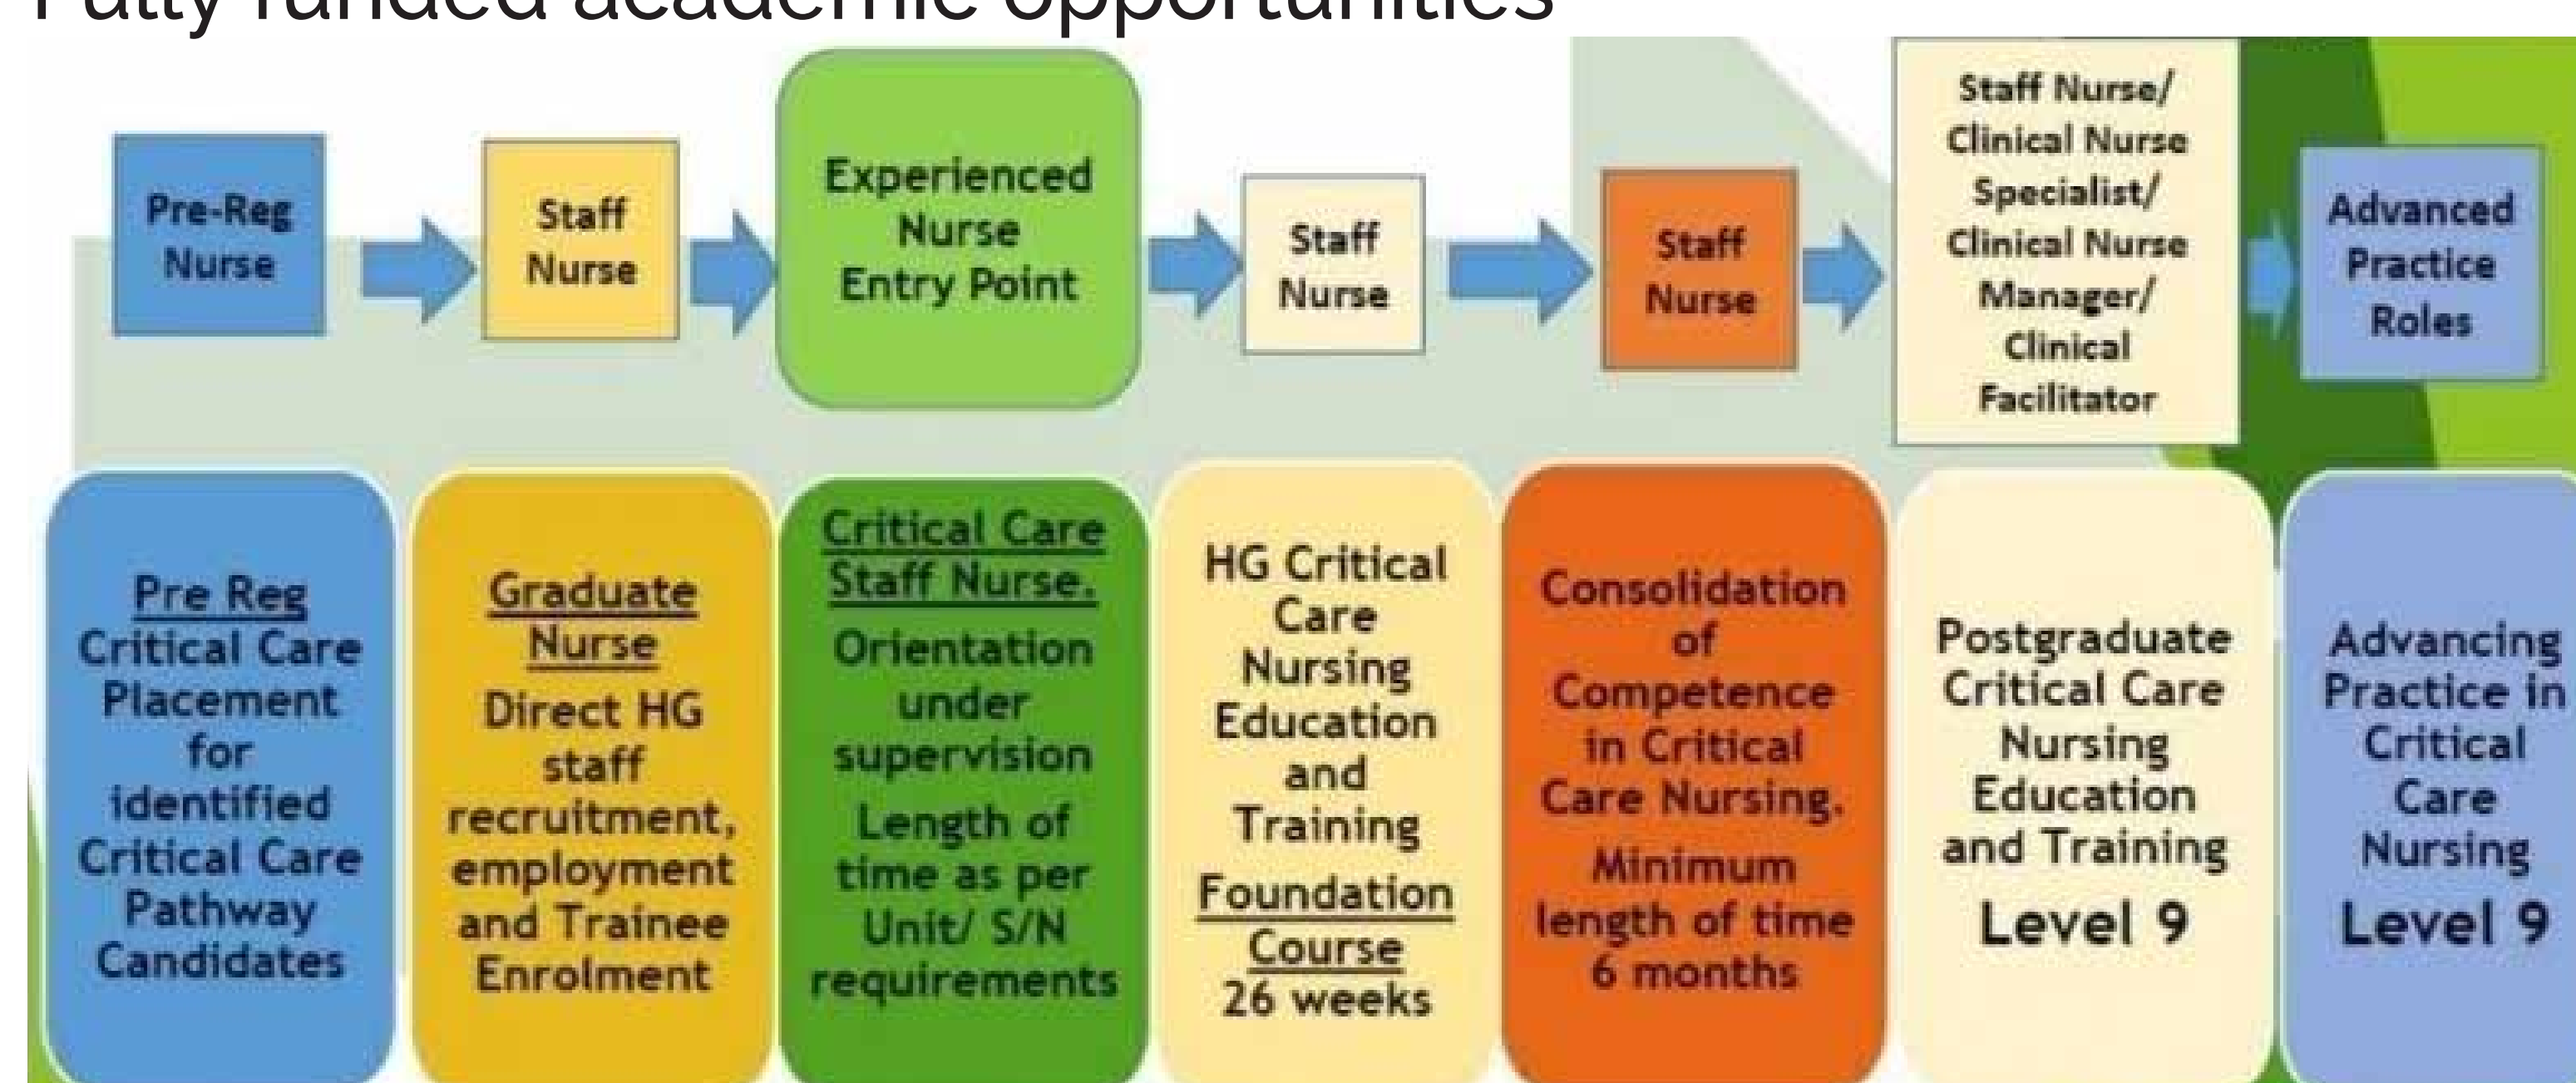 Fully funded academic opportunities
Pre-Reg
Nurse
Staff
Nurse
Experienced
Nurse
Entry Point
Staff
Nurse
Staff
Nurse
Staff Nurse/
Clinical Nurse
Specialist/
Clinical Nurse
Manager/
Clinical
Facilitator
Advanced
Practice
Roles
Pre Reg
Critical Care
Placement
for
identified
Critical Care
Pathway
Candidates
Graduate
Nurse
Direct HG
staff
recruitment,
employment
and Trainee
Enrolment
Critical Care
Staff Nurse.
Orientation
under
supervision
Length of
time as per
Unit/ S/N
requirements
HG Critical
Care
Nursing
Education
and
Training
Foundation
Course
26 weeks
Consolidation
of
Competence
in Critical
Care Nursing.
Minimum
length of time
6 months
Postgraduate
Critical Care
Nursing
Education
and Training
Level 9
Advancing
Practice in
Critical
Care
Nursing
Level 9